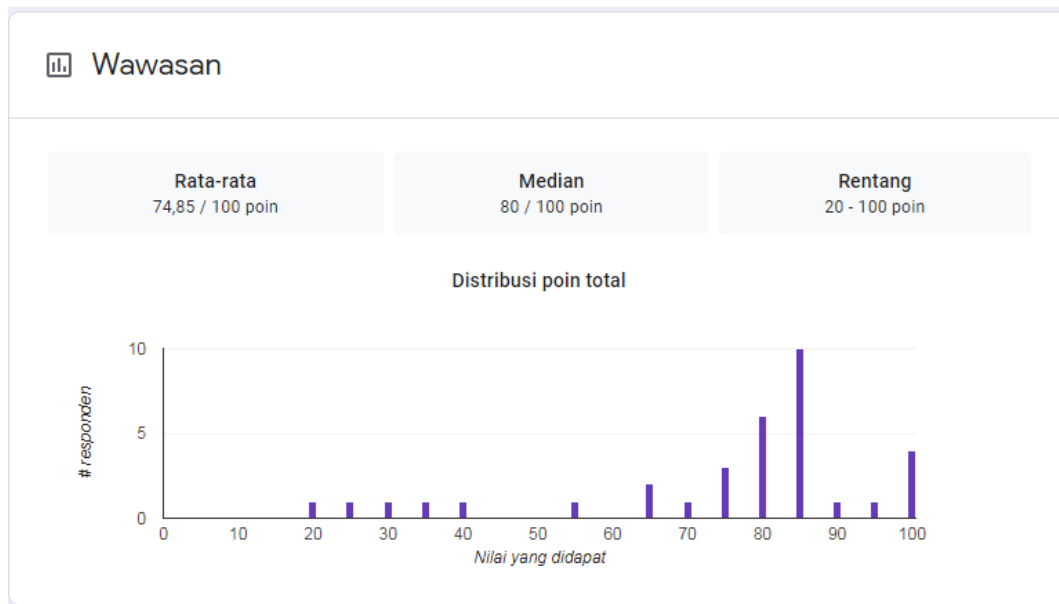 Wawasan
Rata-rata
74,85 / 100 poin
Median
80 / 100 poin
Rentang
20 - 100 poin
Distribusi poin total
# responden
10
5
0
0 10 20 30 40 50 60 70 80 90 100
Nilai yang didapat